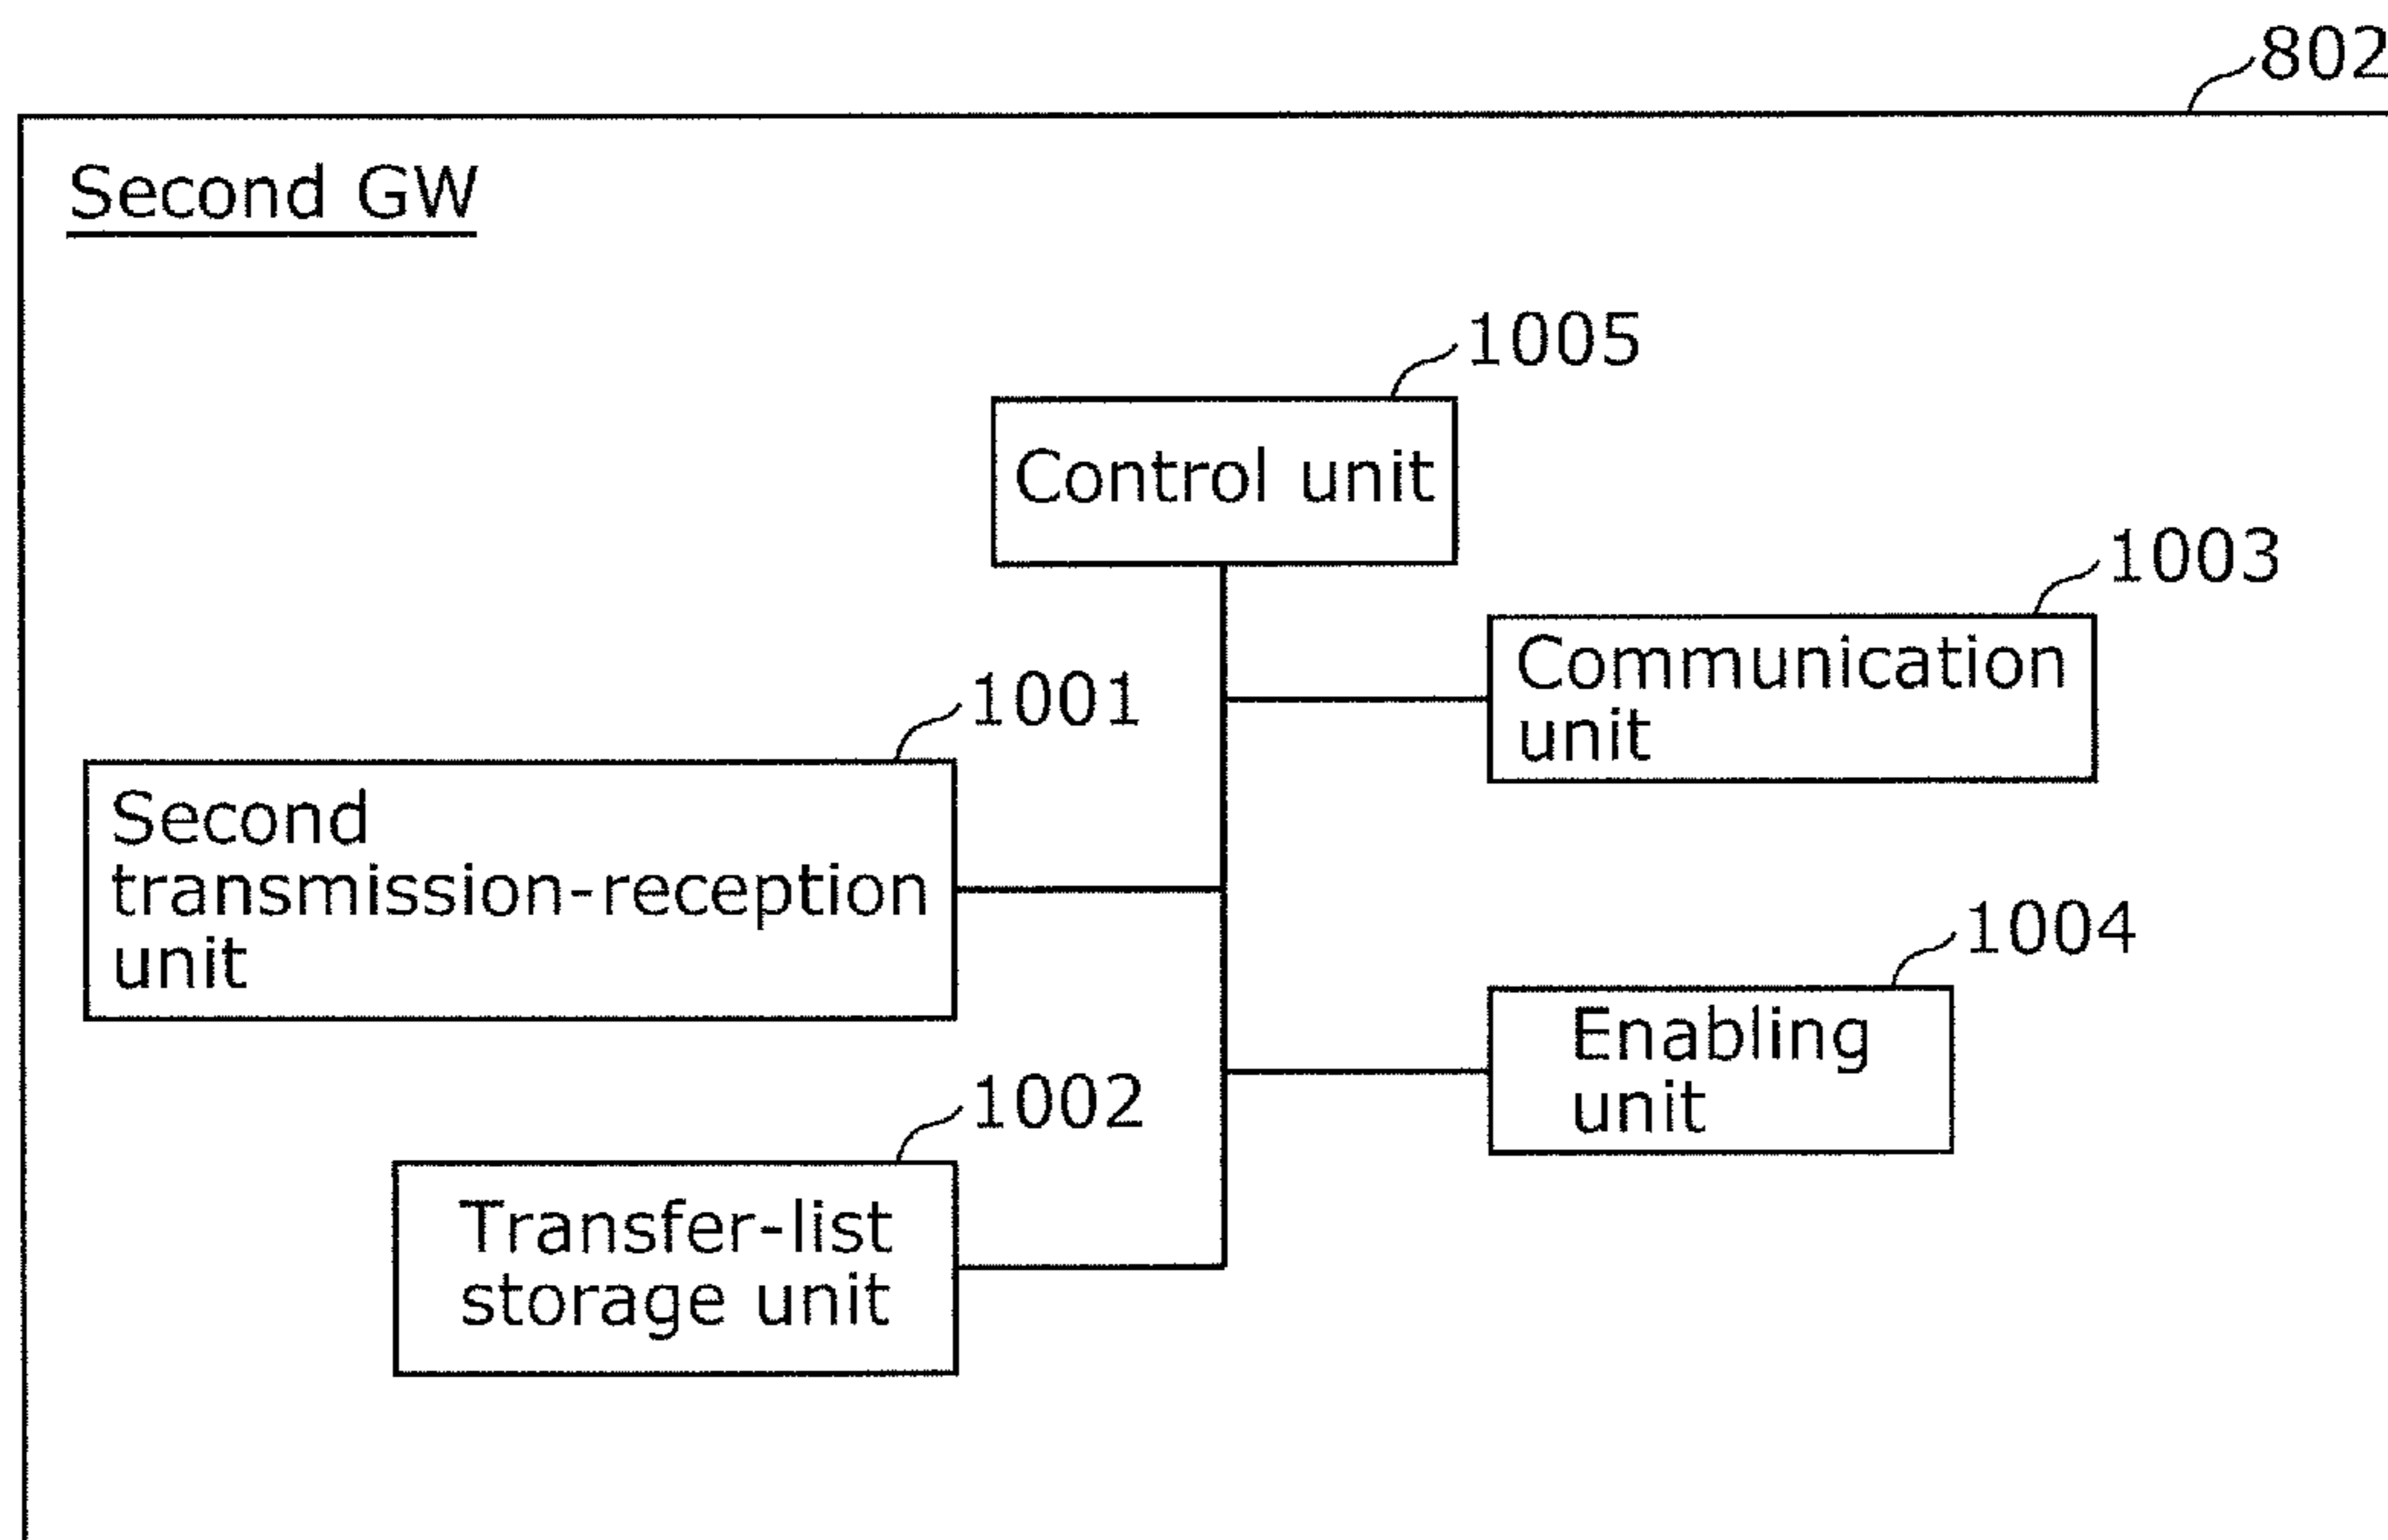 802
Second GW
1005
Control unit
1003
Communication
unit
1001
Second
transmission-reception
unit
1004
Enabling
unit
1002
Transfer-list
storage unit